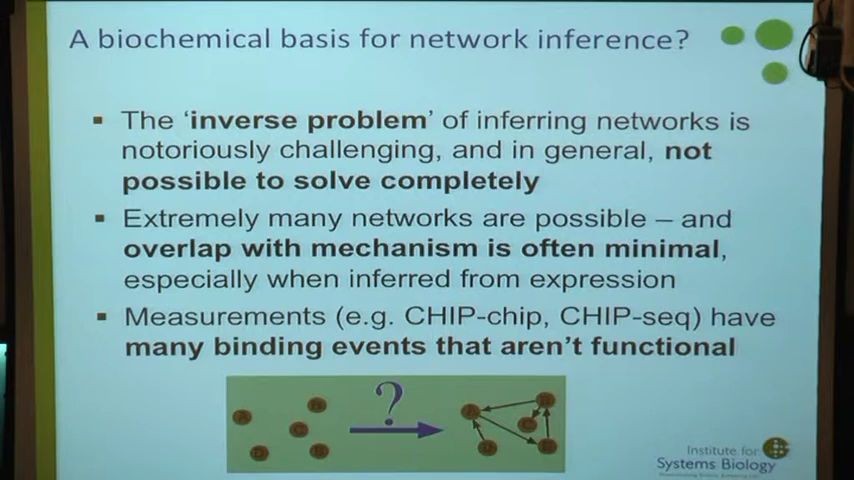 A biochemical basis for network inference?
▪ The ‘inverse problem’ of inferring networks is
notoriously challenging, and in general, not
possible to solve completely
▪ Extremely many networks are possible – and
overlap with mechanism is often minimal,
especially when inferred from expression
▪ Measurements (e.g. CHIP-chip, CHIP-seq) have
many binding events that aren’t functional
?
A
C
D
A
C
D
Institute for
Systems Biology